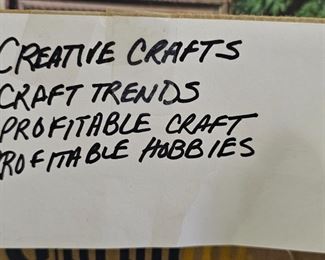 CREATIVE CRAFTS
CRAFT TRENDS
PROFITABLE CRAFT
ROFITABLE HOBBIES